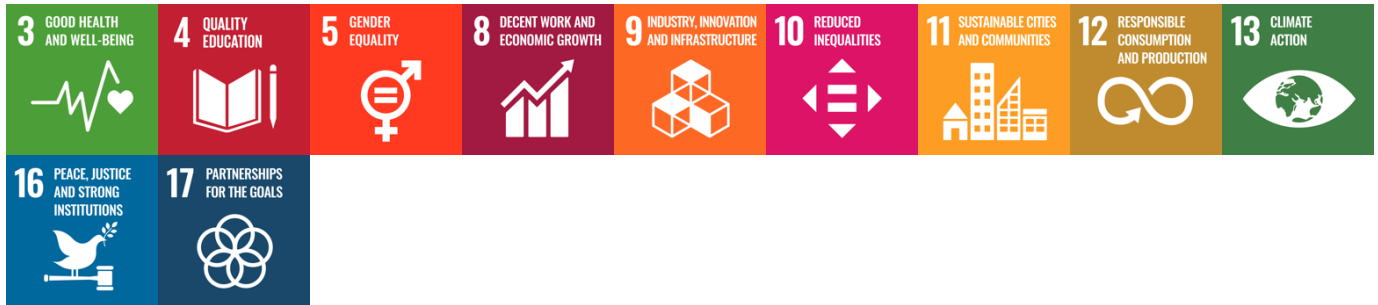 3 GOOD HEALTH
AND WELL-BEING
4 QUALITY
EDUCATION
5 GENDER
EQUALITY
8 DECENT WORK AND
ECONOMIC GROWTH
9 INDUSTRY, INNOVATION
AND INFRASTRUCTURE
10 REDUCED
INEQUALITIES
11 SUSTAINABLE CITIES
AND COMMUNITIES
12 RESPONSIBLE
CONSUMPTION
AND PRODUCTION
13 CLIMATE
ACTION
16 PEACE, JUSTICE
AND STRONG
INSTITUTIONS
17 PARTNERSHIPS
FOR THE GOALS